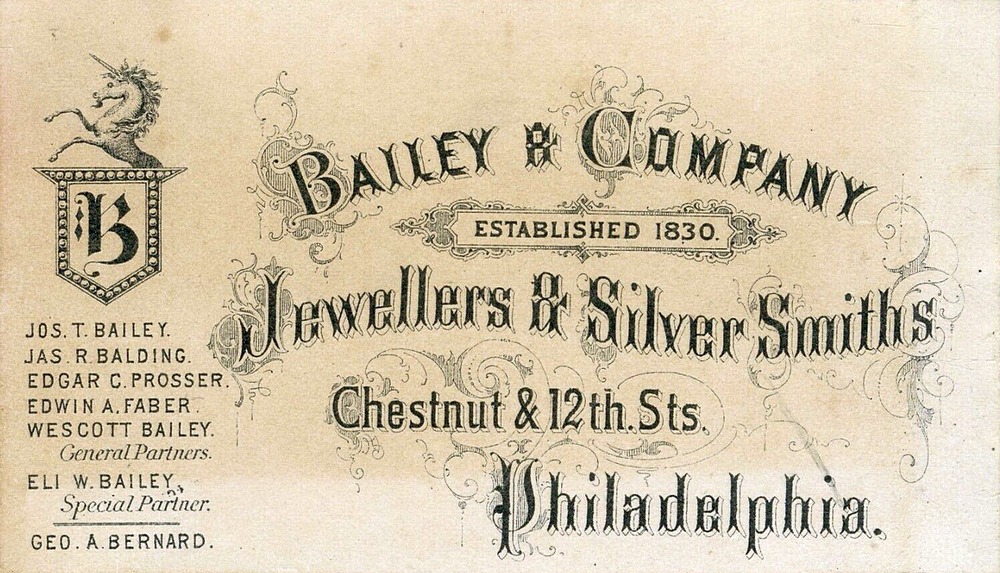 B
JOS. T. BAILEY.
JAS. R. BALDING.
EDGAR C. PROSSER.
EDWIN A. FABER.
WESCOTT BAILEY.
General Partners.
ELI W. BAILEY,
Special Partner.
GEO. A. BERNARD.
BAILEY & COMPANY
ESTABLISHED 1830.
Jewellers & Silver Smiths
Chestnut & 12th. Sts.
Philadelphia.